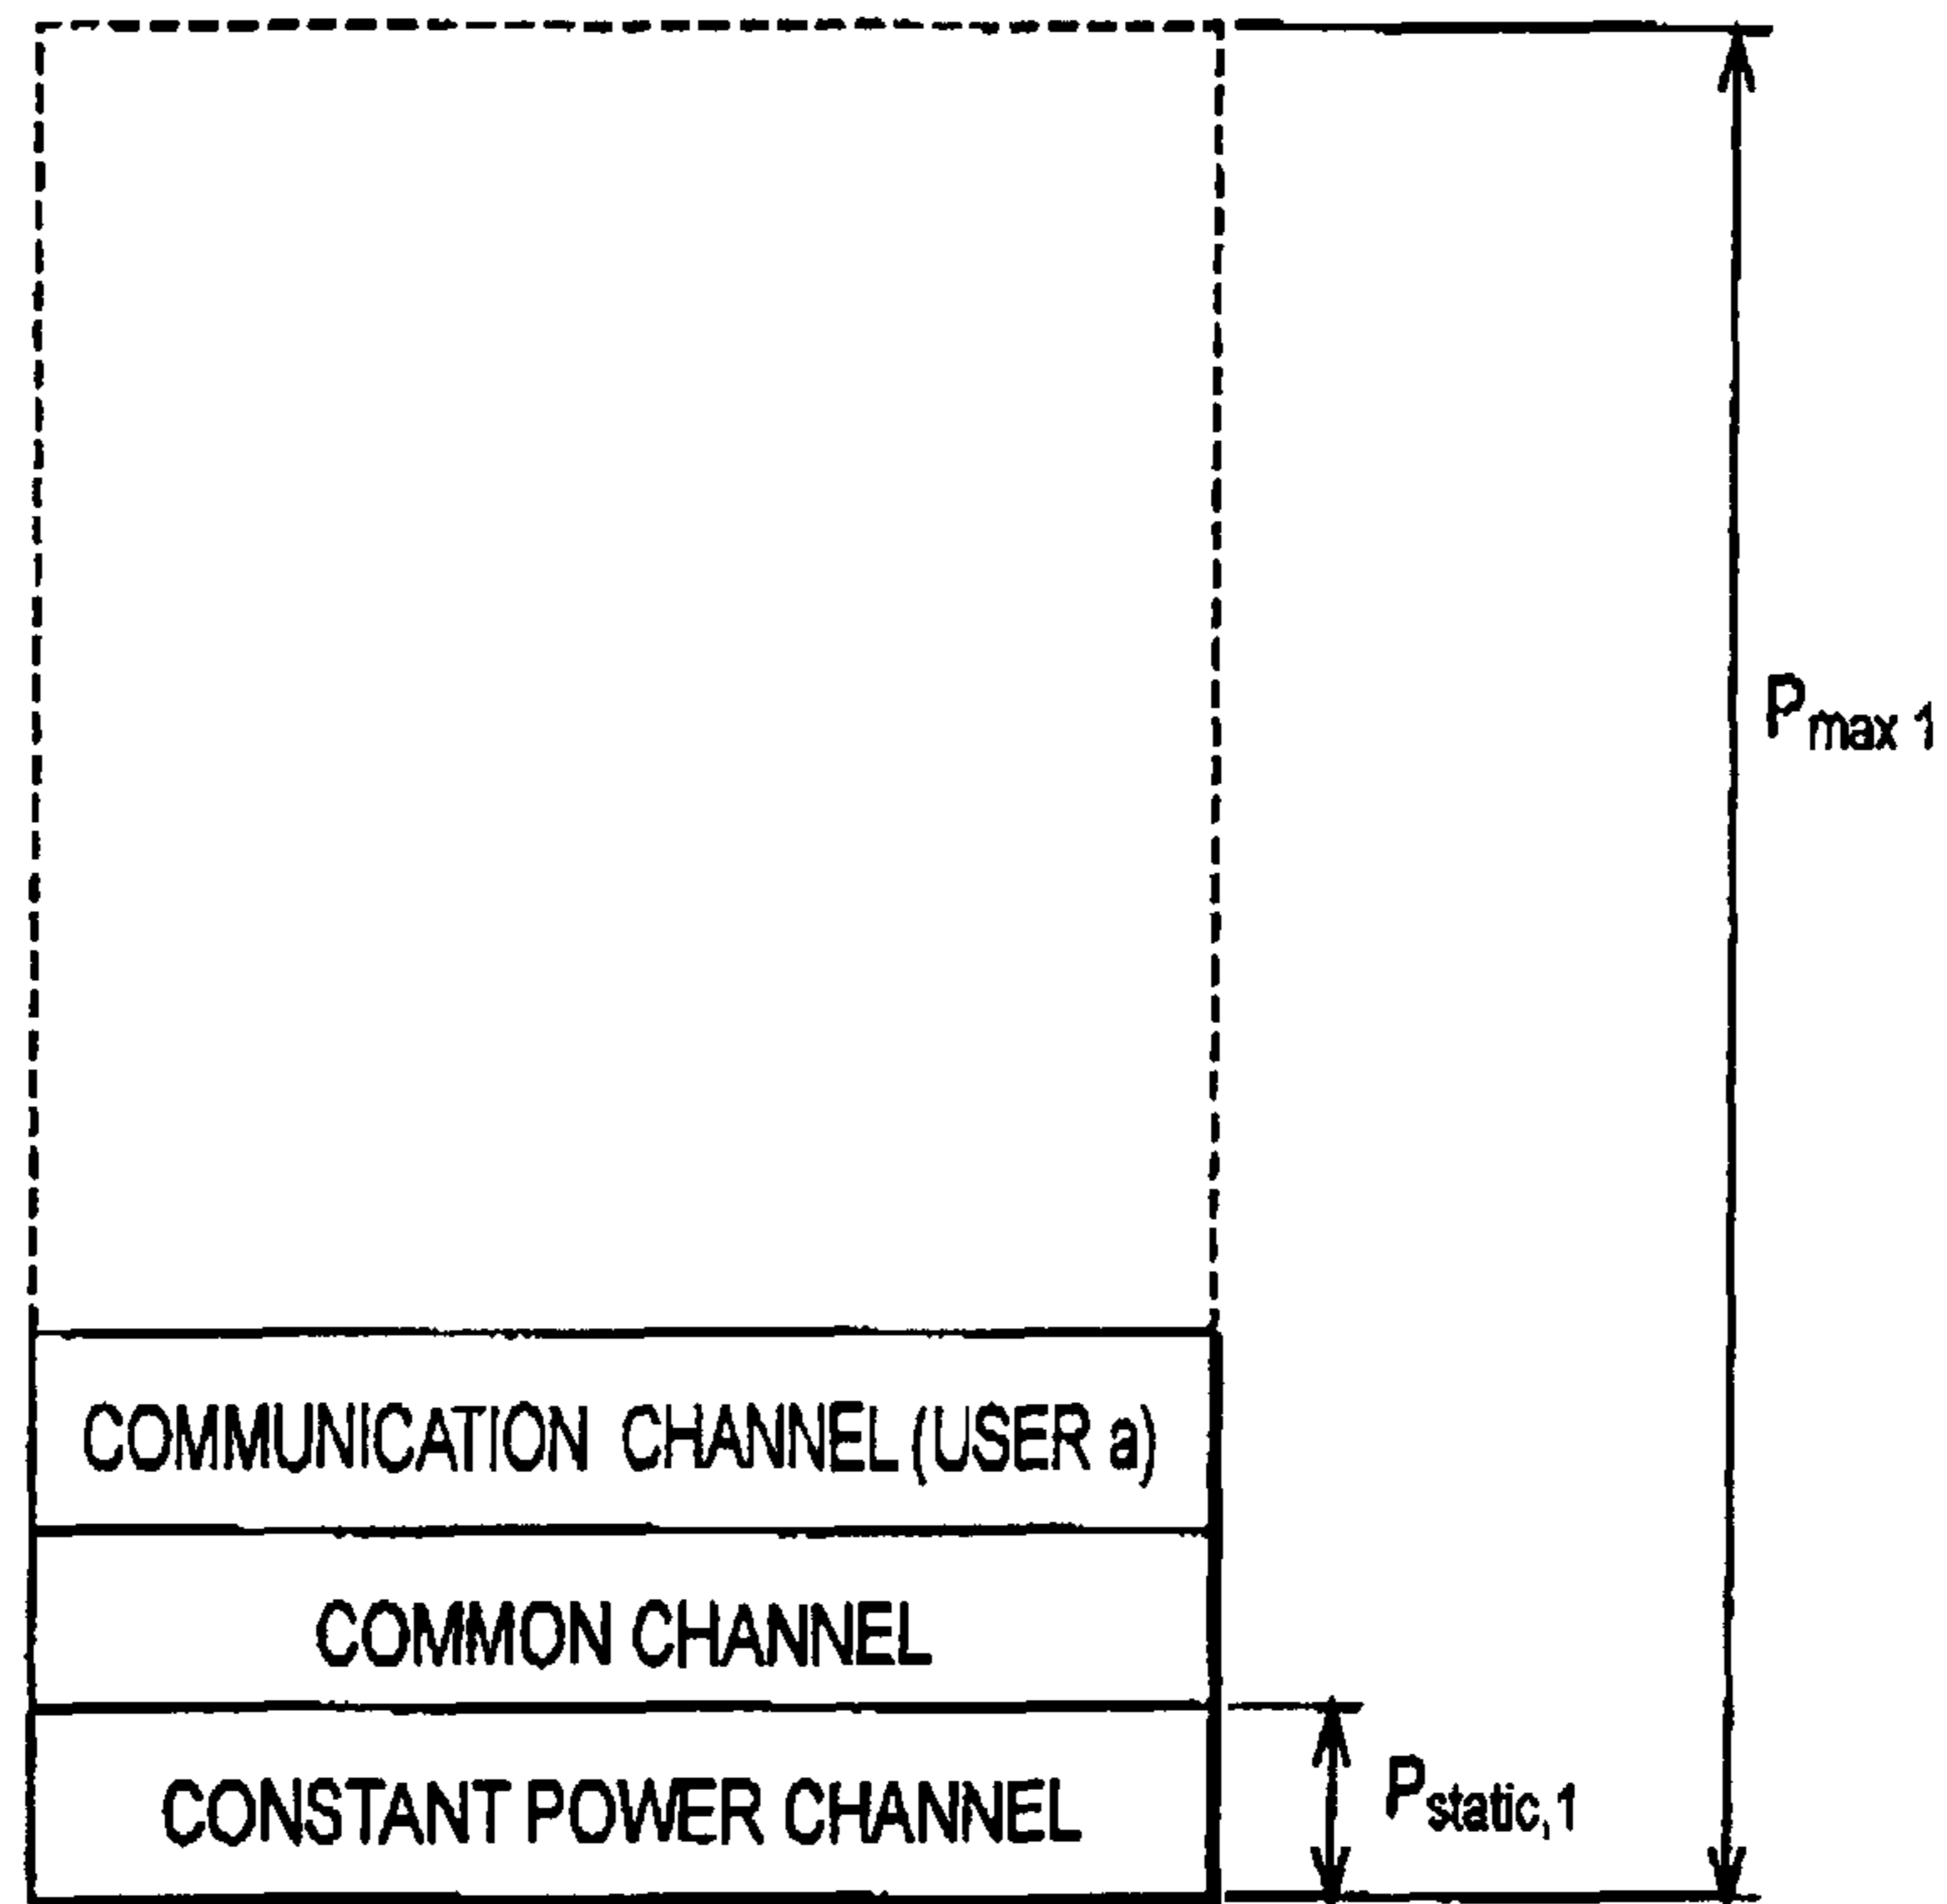 Pmax 1
COMMUNICATION CHANNEL (USER a)
COMMON CHANNEL
CONSTANT POWER CHANNEL
Pstatic,1